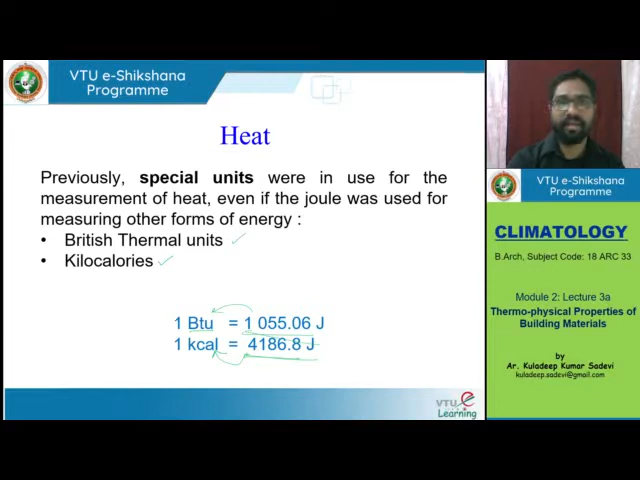 VTU e-Shikshana
Programme
Heat
Previously, special units were in use for the
measurement of heat, even if the joule was used for
measuring other forms of energy :
• British Thermal units
• Kilocalories
1 Btu = 1 055.06 J
1 kcal = 4186.8 J
VTU e
Learning
VTU e-Shikshana
Programme
CLIMATOLOGY
B.Arch, Subject Code: 18 ARC 33
Module 2: Lecture 3a
Thermo-physical Properties of
Building Materials
by
Ar. Kuladeep Kumar Sadevi
kuladeep.sadevi@gmail.com